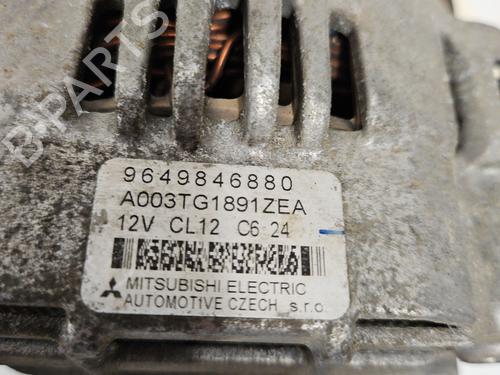 B-PARTS
9649846880
A003TG1891ZEA
12V CL12 C6 24
MITSUBISHI ELECTRIC
AUTOMOTIVE CZECH s.r.o.